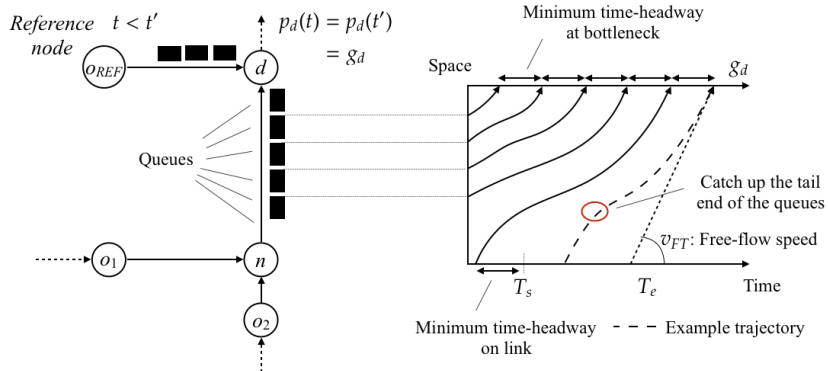 Reference
node
t < t′
p_d(t) = p_d(t′)
= g_d
o_REF
d
Queues
o_1
n
o_2
Minimum time-headway
at bottleneck
Space
g_d
Catch up the tail
end of the queues
v_FT: Free-flow speed
T_s
T_e
Time
Minimum time-headway
on link
Example trajectory